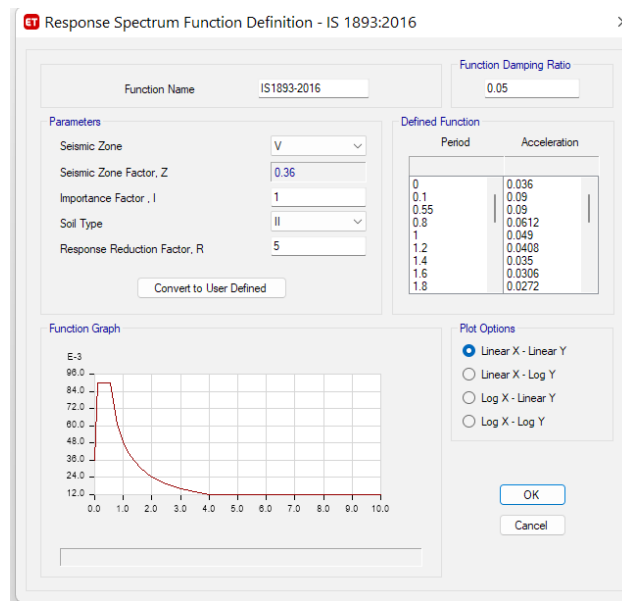 ET Response Spectrum Function Definition - IS 1893:2016
Function Name IS1893-2016
Function Damping Ratio
0.05
Parameters
Seismic Zone V
Seismic Zone Factor, Z 0.36
Importance Factor , I 1
Soil Type II
Response Reduction Factor, R 5
Convert to User Defined
Defined Function
Period Acceleration
0 0.036
0.1 0.09
0.55 0.09
0.8 0.0612
1 0.049
1.2 0.0408
1.4 0.035
1.6 0.0306
1.8 0.0272
Function Graph
E-3
96.0
84.0
72.0
60.0
48.0
36.0
24.0
12.0
0.0 1.0 2.0 3.0 4.0 5.0 6.0 7.0 8.0 9.0 10.0
Plot Options
Linear X - Linear Y
Linear X - Log Y
Log X - Linear Y
Log X - Log Y
OK
Cancel